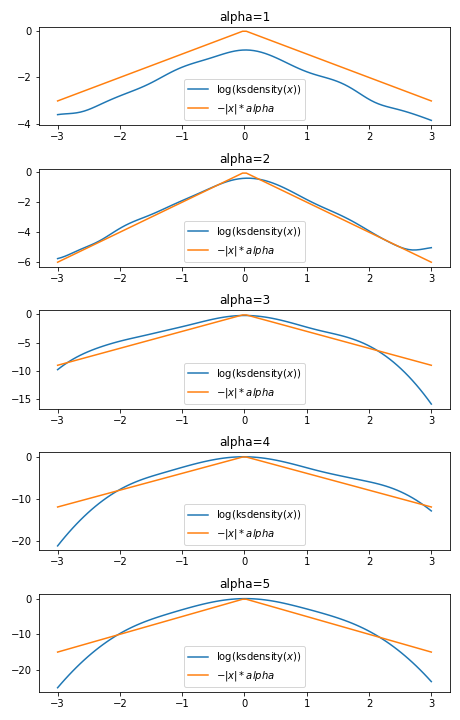 alpha=1
0
−2
−4
log(ksdensity(x))
−|x| * alpha
−3 −2 −1 0 1 2 3
alpha=2
0
−2
−4
−6
log(ksdensity(x))
−|x| * alpha
−3 −2 −1 0 1 2 3
alpha=3
0
−5
−10
−15
log(ksdensity(x))
−|x| * alpha
−3 −2 −1 0 1 2 3
alpha=4
0
−10
−20
log(ksdensity(x))
−|x| * alpha
−3 −2 −1 0 1 2 3
alpha=5
0
−10
−20
log(ksdensity(x))
−|x| * alpha
−3 −2 −1 0 1 2 3